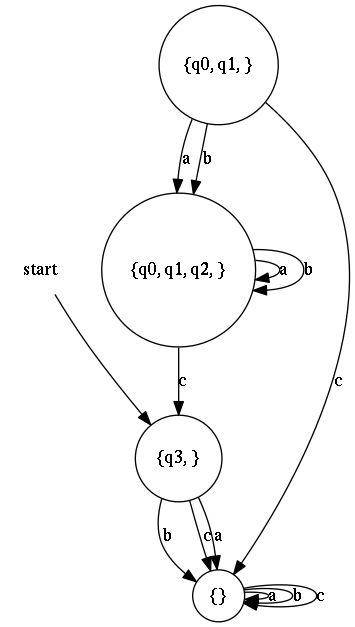 {q0, q1, }
a
b
{q0, q1, q2, }
a
b
start
c
c
{q3, }
b
c
a
{}
a
b
c